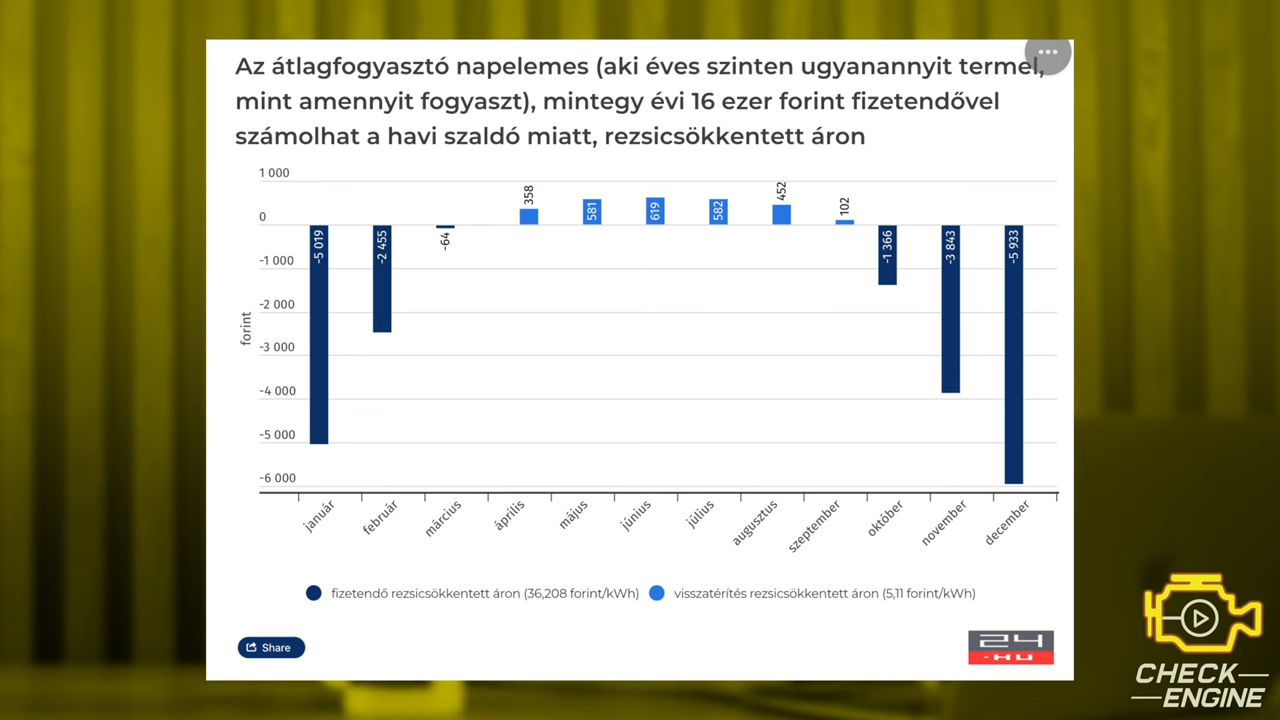 Az átlagfogyasztó napelemes (aki éves szinten ugyanannyit termel,
mint amennyit fogyaszt), mintegy évi 16 ezer forint fizetendővel
számolhat a havi szaldó miatt, rezsicsökkentett áron
1 000
0
-1 000
-2 000
-3 000
-4 000
-5 000
-6 000
forint
-5 019
-2 455
-64
358
581
619
582
452
102
-1 366
-3 843
-5 933
január
február
március
április
május
június
július
augusztus
szeptember
október
november
december
fizetendő rezsicsökkentett áron (36,208 forint/kWh)
visszatérítés rezsicsökkentett áron (5,11 forint/kWh)
Share
24
.HU
CHECK
ENGINE